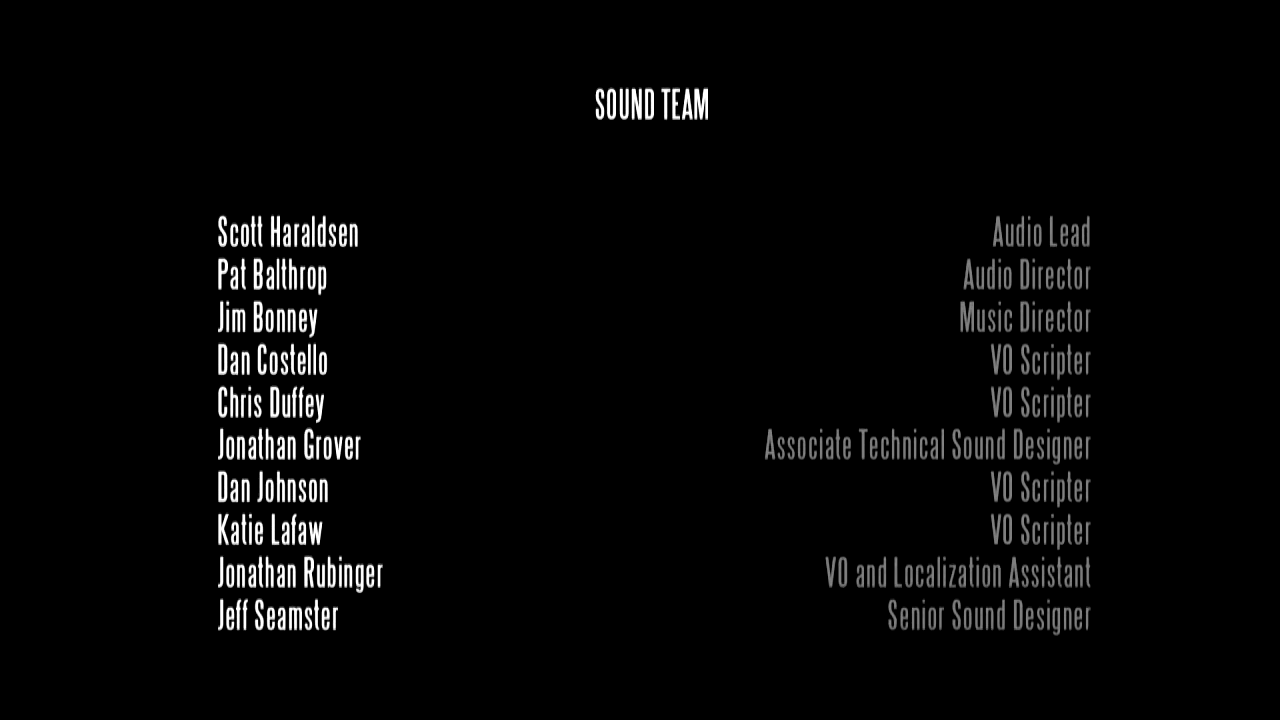 SOUND TEAM
Scott Haraldsen Audio Lead
Pat Balthrop Audio Director
Jim Bonney Music Director
Dan Costello VO Scripter
Chris Duffey VO Scripter
Jonathan Grover Associate Technical Sound Designer
Dan Johnson VO Scripter
Katie Lafaw VO Scripter
Jonathan Rubinger VO and Localization Assistant
Jeff Seamster Senior Sound Designer